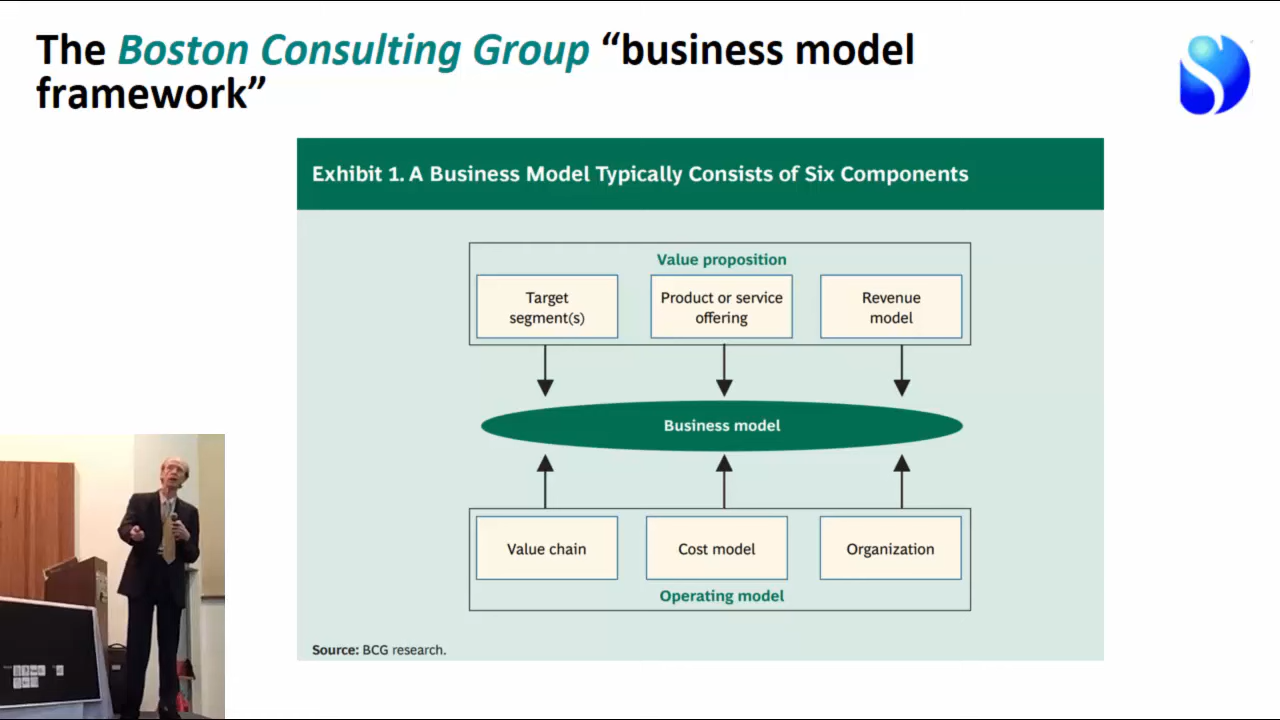 The Boston Consulting Group “business model
framework”
Exhibit 1. A Business Model Typically Consists of Six Components
Value proposition
Target
segment(s)
Product or service
offering
Revenue
model
Business model
Value chain
Cost model
Organization
Operating model
Source: BCG research.